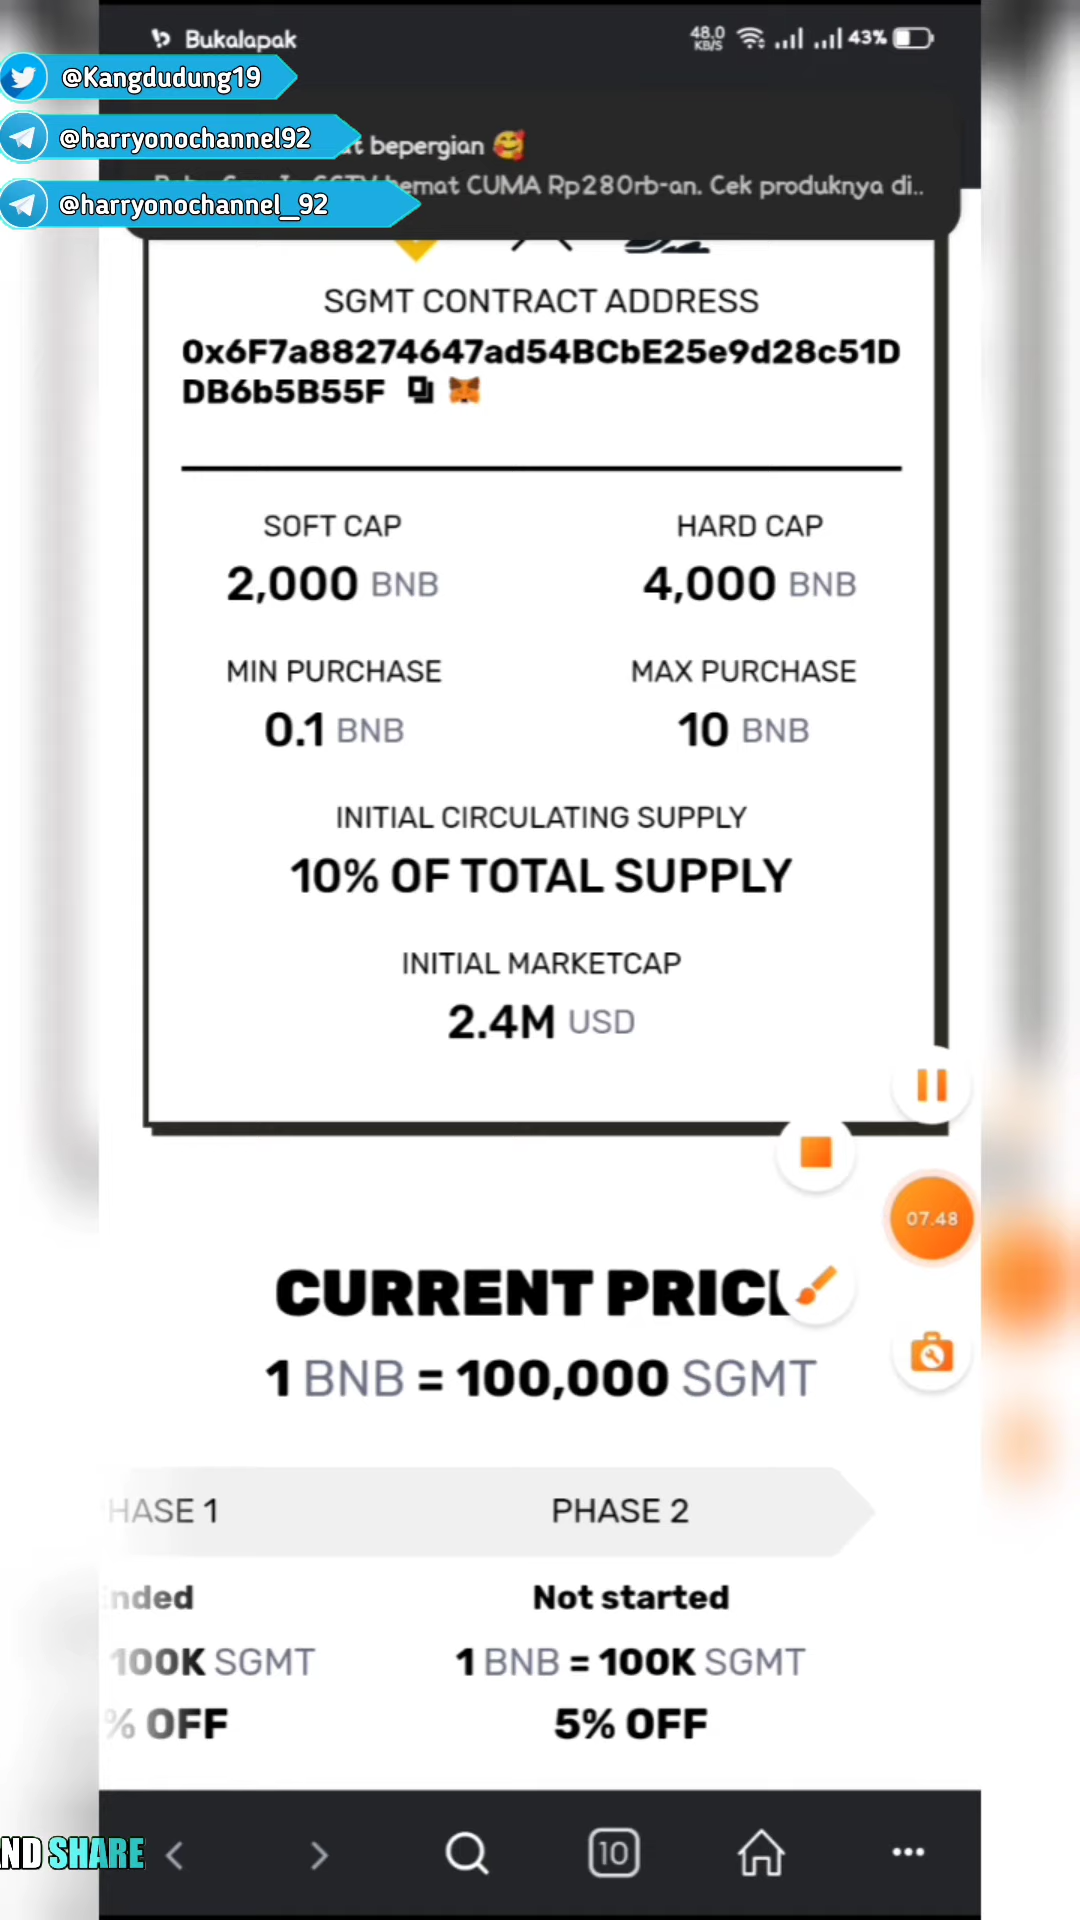 Bukalapak
48.0
KB/S
43%
@Kangdudung19
@harryonochannel92
bepergian 🥰
CUMA Rp280rb-an. Cek produknya di..
@harryonochannel_92
SGMT CONTRACT ADDRESS
0x6F7a88274647ad54BCbE25e9d28c51D
DB6b5B55F
SOFT CAP
HARD CAP
2,000 BNB
4,000 BNB
MIN PURCHASE
MAX PURCHASE
0.1 BNB
10 BNB
INITIAL CIRCULATING SUPPLY
10% OF TOTAL SUPPLY
INITIAL MARKETCAP
2.4M USD
07.48
CURRENT PRICE
1 BNB = 100,000 SGMT
HASE 1
PHASE 2
nded
Not started
100K SGMT
1 BNB = 100K SGMT
% OFF
5% OFF
ND SHARE
10